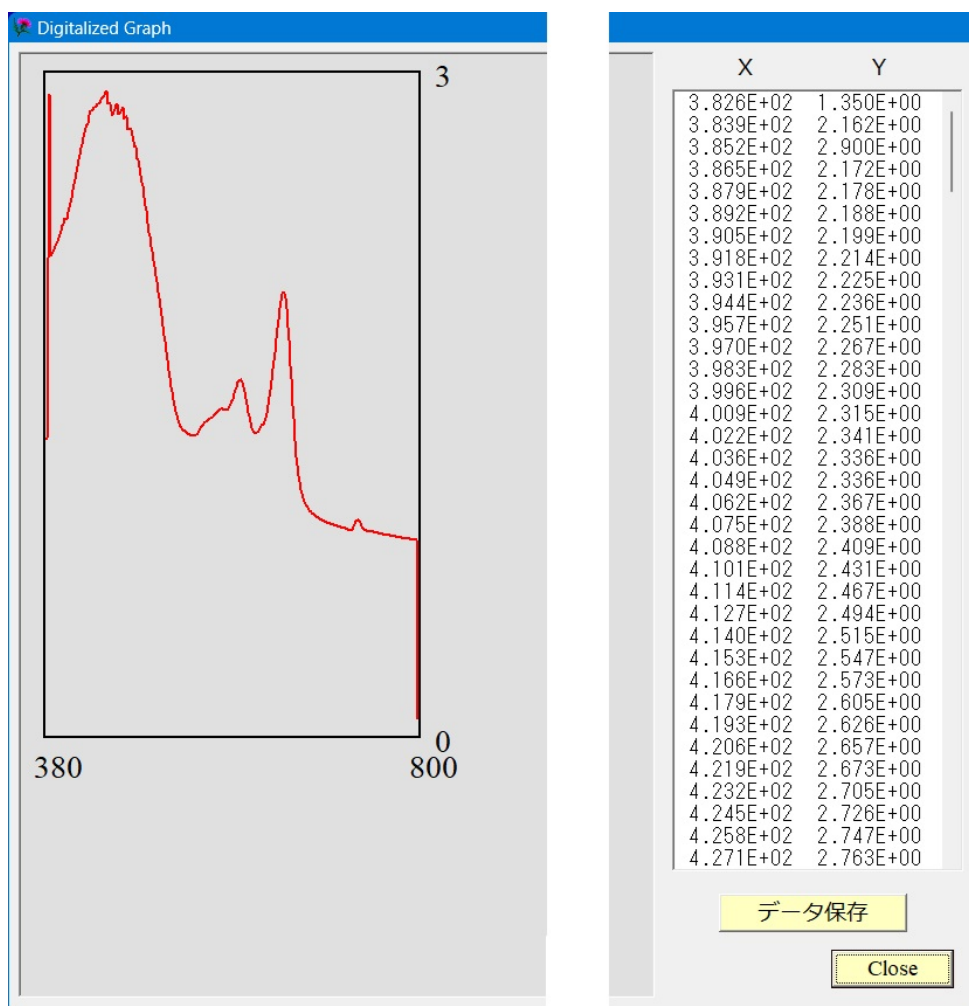 Digitalized Graph
3
0
380
800
X Y
3.826E+02 1.350E+00
3.839E+02 2.162E+00
3.852E+02 2.900E+00
3.865E+02 2.172E+00
3.879E+02 2.178E+00
3.892E+02 2.188E+00
3.905E+02 2.199E+00
3.918E+02 2.214E+00
3.931E+02 2.225E+00
3.944E+02 2.236E+00
3.957E+02 2.251E+00
3.970E+02 2.267E+00
3.983E+02 2.283E+00
3.996E+02 2.309E+00
4.009E+02 2.315E+00
4.022E+02 2.341E+00
4.036E+02 2.336E+00
4.049E+02 2.336E+00
4.062E+02 2.367E+00
4.075E+02 2.388E+00
4.088E+02 2.409E+00
4.101E+02 2.431E+00
4.114E+02 2.467E+00
4.127E+02 2.494E+00
4.140E+02 2.515E+00
4.153E+02 2.547E+00
4.166E+02 2.573E+00
4.179E+02 2.605E+00
4.193E+02 2.626E+00
4.206E+02 2.657E+00
4.219E+02 2.673E+00
4.232E+02 2.705E+00
4.245E+02 2.726E+00
4.258E+02 2.747E+00
4.271E+02 2.763E+00
データ保存
Close